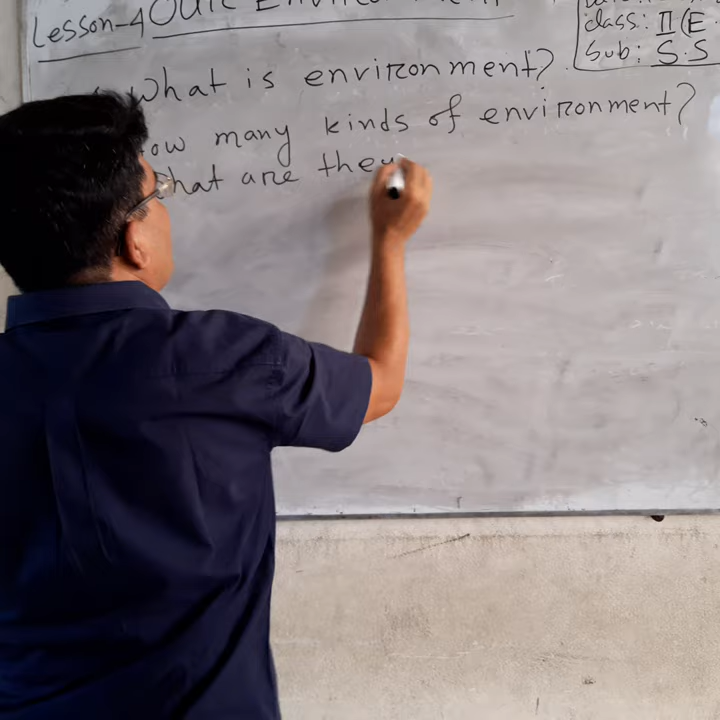 Lesson-4 Our Environment
class: II (E
Sub: S.S
What is environment?
How many kinds of environment?
What are they